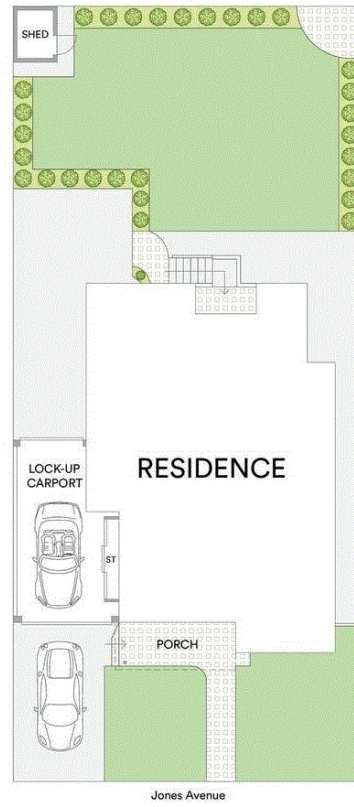 SHED
LOCK-UP
CARPORT
RESIDENCE
ST
PORCH
Jones Avenue